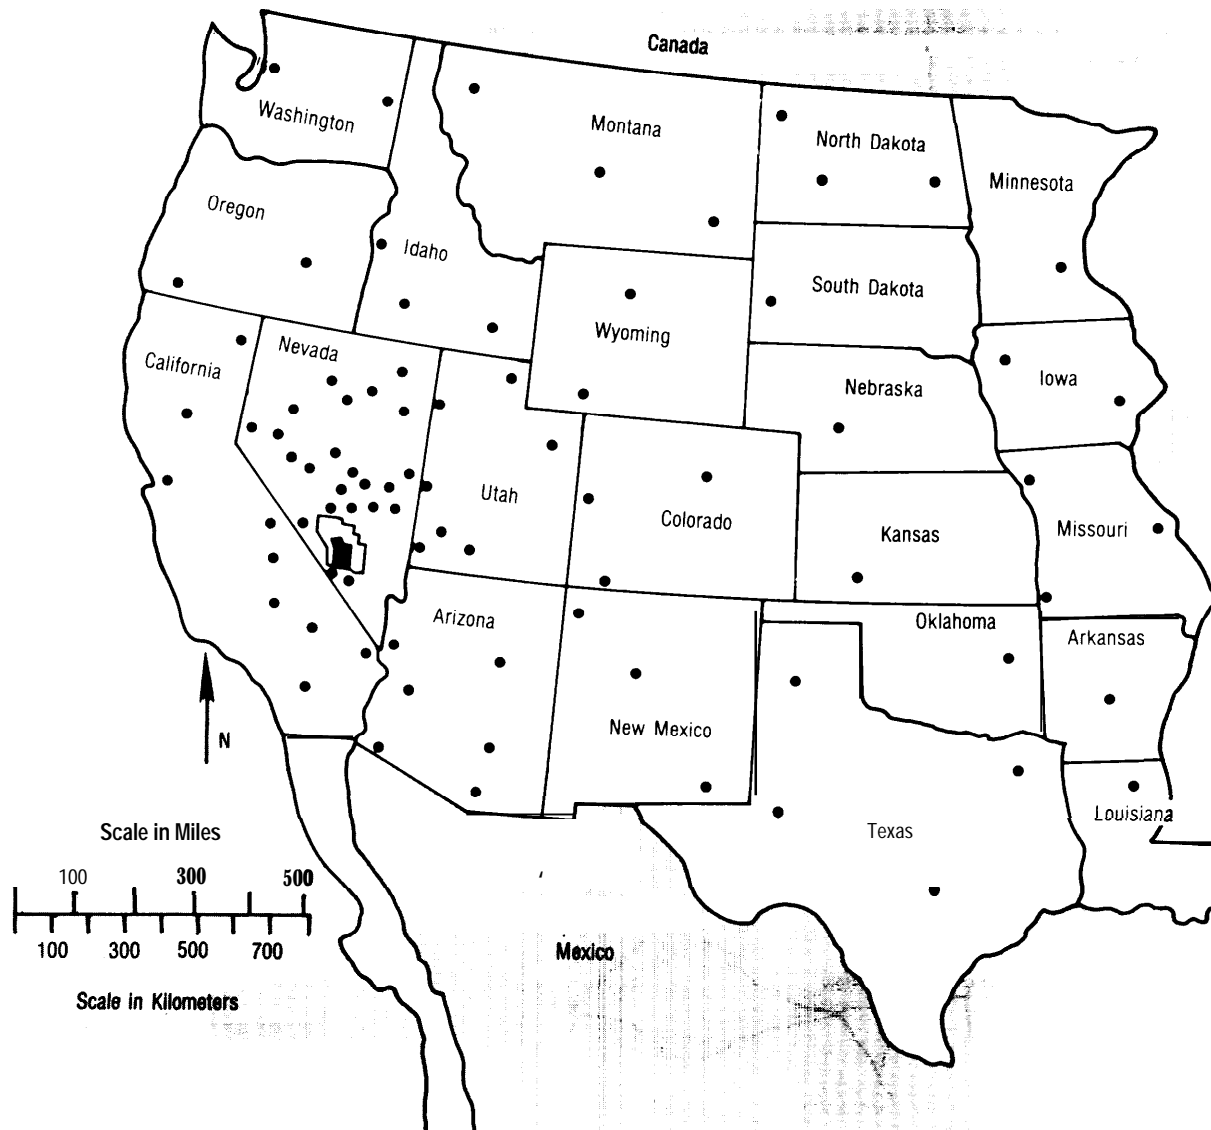 Canada
Washington
Montana
North Dakota
Minnesota
Oregon
Idaho
South Dakota
Wyoming
Nevada
California
Nebraska
Iowa
Utah
Colorado
Kansas
Missouri
Arizona
Oklahoma
Arkansas
New Mexico
N
Louisiana
Texas
Scale in Miles
100 300 500
100 300 500 700
Mexico
Scale in Kilometers